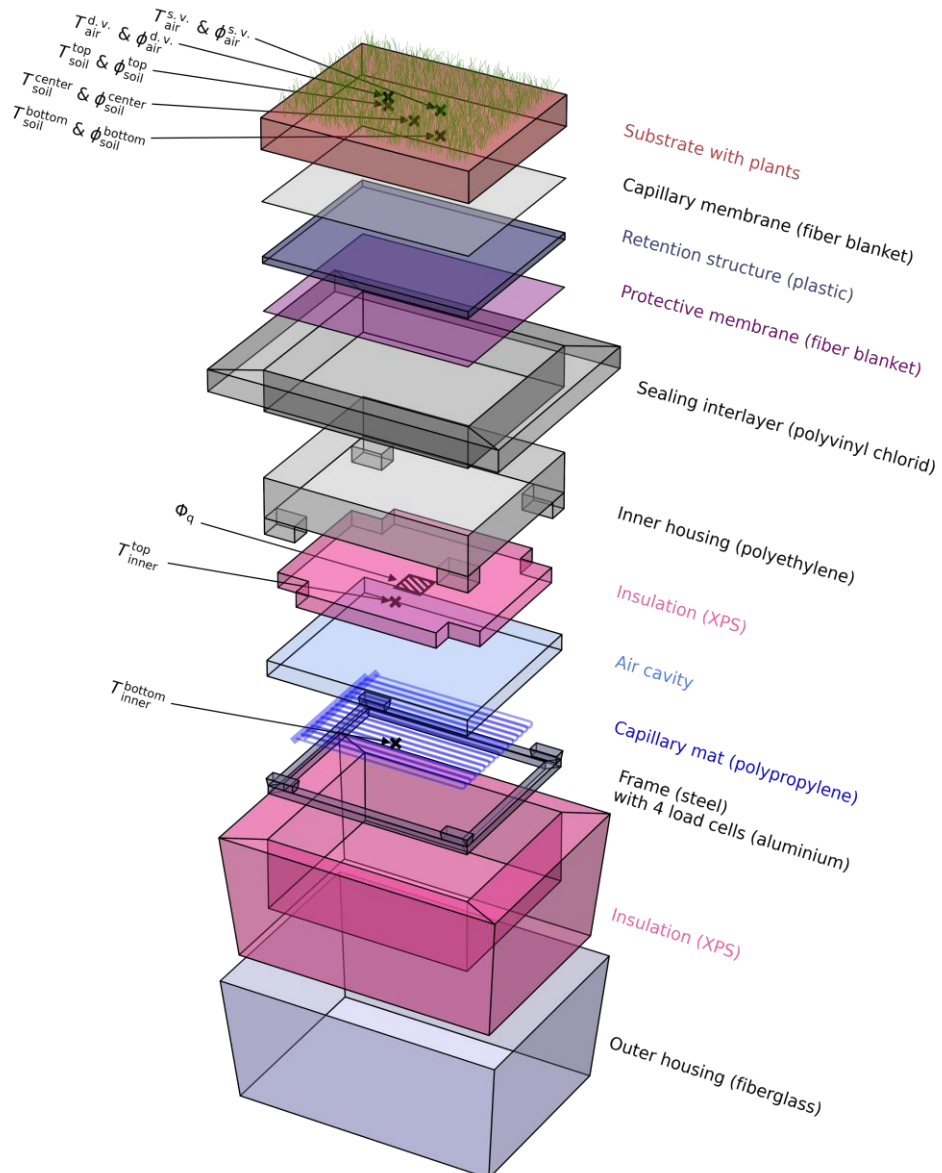 T_air^s.v. & ϕ_air^s.v.
T_air^d.v. & ϕ_air^d.v.
T_soil^top & ϕ_soil^top
T_soil^center & ϕ_soil^center
T_soil^bottom & ϕ_soil^bottom
Substrate with plants
Capillary membrane (fiber blanket)
Retention structure (plastic)
Protective membrane (fiber blanket)
Sealing interlayer (polyvinyl chlorid)
Inner housing (polyethylene)
Φ_q
T_inner^top
Insulation (XPS)
Air cavity
T_inner^bottom
Capillary mat (polypropylene)
Frame (steel)
with 4 load cells (aluminium)
Insulation (XPS)
Outer housing (fiberglass)